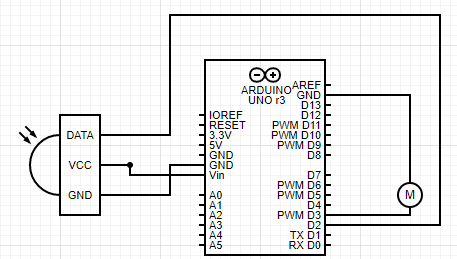 DATA
VCC
GND
ARDUINO
UNO r3
IOREF
RESET
3.3V
5V
GND
GND
Vin
A0
A1
A2
A3
A4
A5
AREF
GND
D13
D12
PWM D11
PWM D10
PWM D9
D8
D7
PWM D6
PWM D5
D4
PWM D3
D2
TX D1
RX D0
M